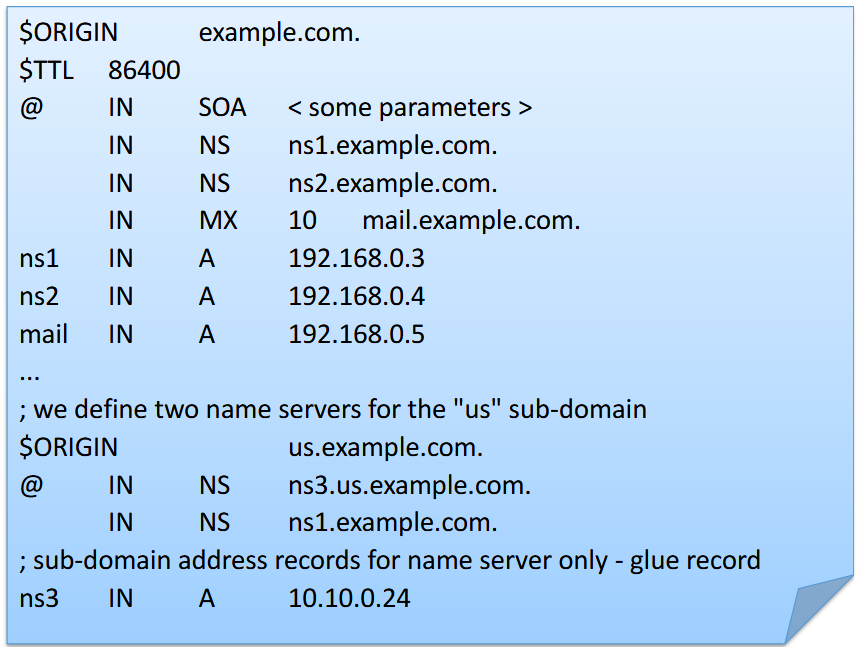 $ORIGIN example.com.
$TTL 86400
@ IN SOA < some parameters >
IN NS ns1.example.com.
IN NS ns2.example.com.
IN MX 10 mail.example.com.
ns1 IN A 192.168.0.3
ns2 IN A 192.168.0.4
mail IN A 192.168.0.5
...
; we define two name servers for the "us" sub-domain
$ORIGIN us.example.com.
@ IN NS ns3.us.example.com.
IN NS ns1.example.com.
; sub-domain address records for name server only - glue record
ns3 IN A 10.10.0.24